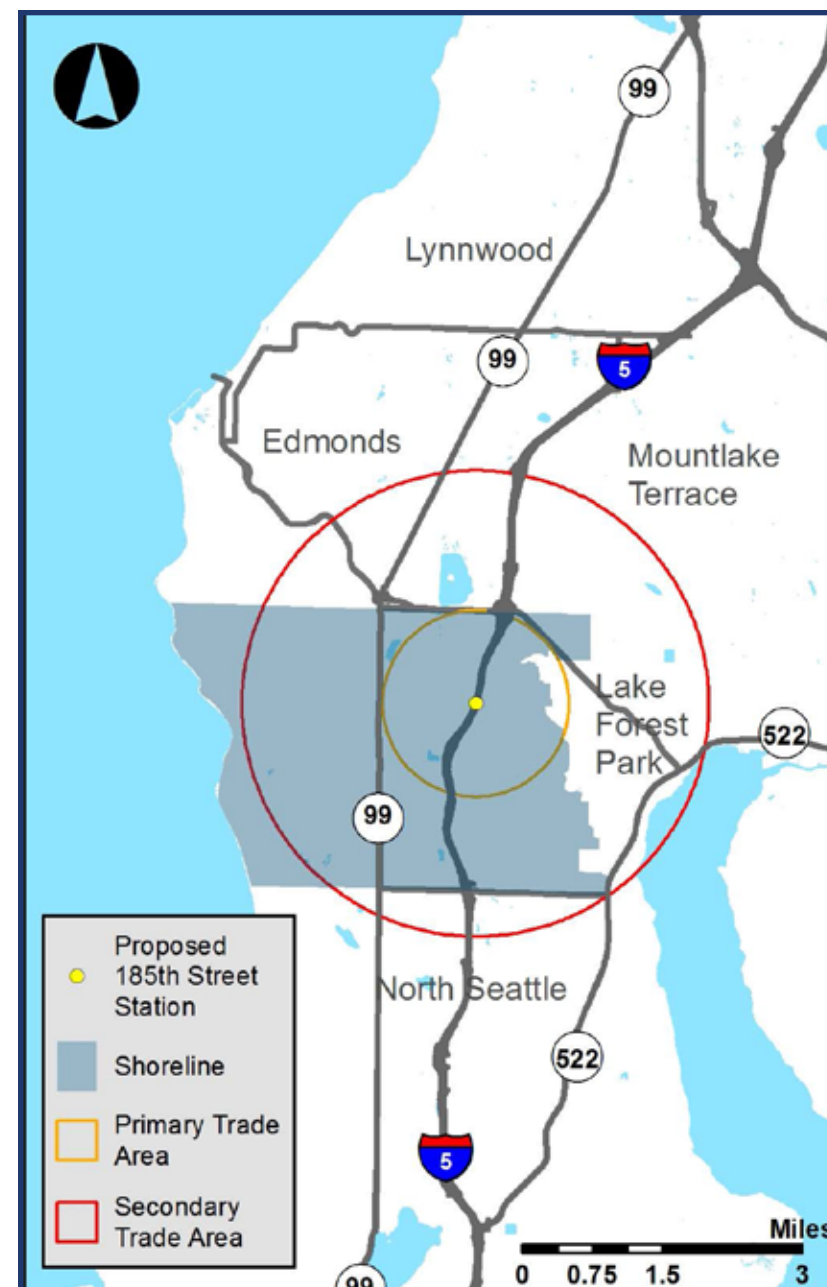 99
Lynnwood
99
5
Edmonds
Mountlake
Terrace
Lake
Forest
Park
522
99
Proposed
185th Street
Station
Shoreline
Primary Trade
Area
Secondary
Trade Area
North Seattle
522
5
99
Miles
0 0.75 1.5 3